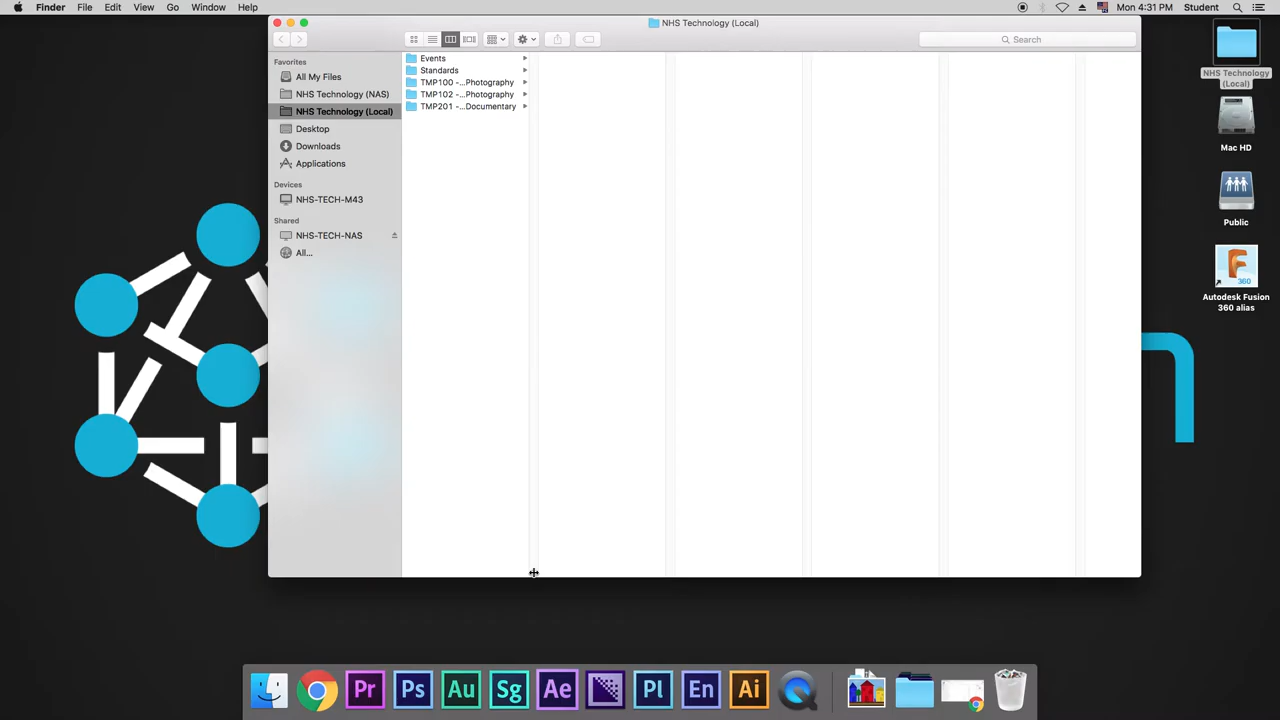 Finder File Edit View Go Window Help Mon 4:31 PM Student
NHS Technology (Local)
Search
Favorites
All My Files
NHS Technology (NAS)
NHS Technology (Local)
Desktop
Downloads
Applications
Devices
NHS-TECH-M43
Shared
NHS-TECH-NAS
All...
Events
Standards
TMP100 -...Photography
TMP102 -...Photography
TMP201 -...Documentary
NHS Technology
(Local)
Mac HD
Public
F
360
Autodesk Fusion
360 alias
Pr Ps Au Sg Ae Pl En Ai